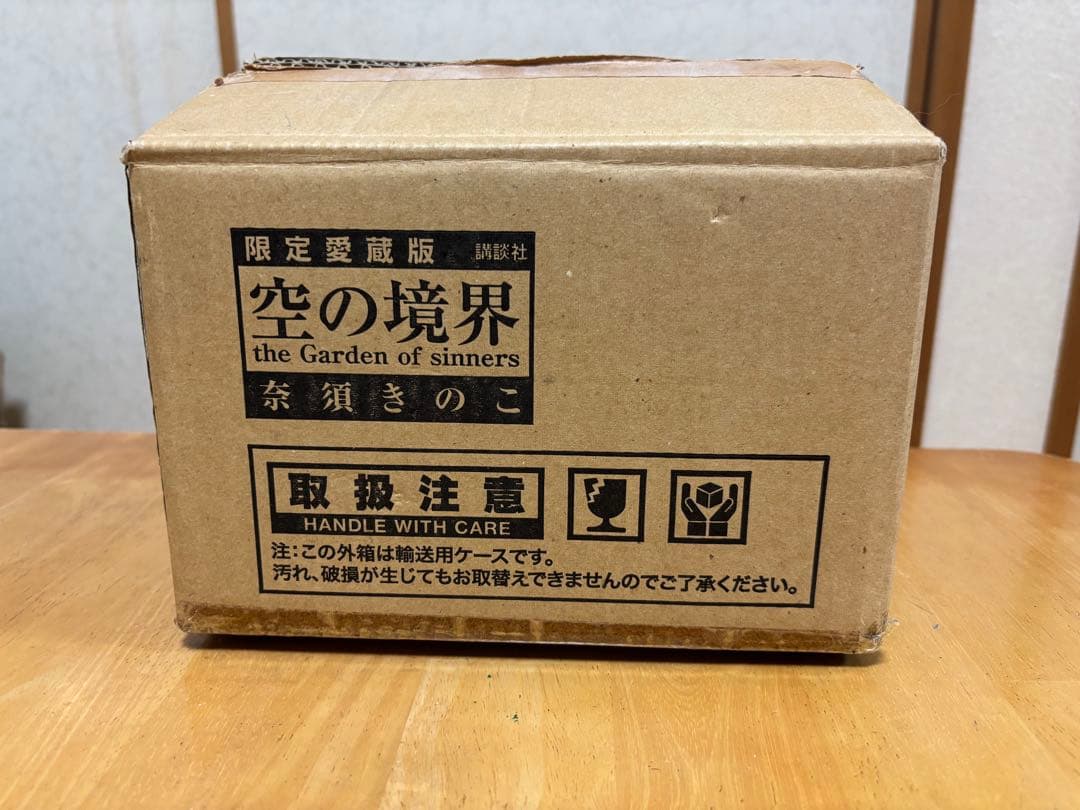 限定愛蔵版 講談社
空の境界
the Garden of sinners
奈須きのこ
取扱注意
HANDLE WITH CARE
注:この外箱は輸送用ケースです。
汚れ、破損が生じてもお取替えできませんのでご了承ください。